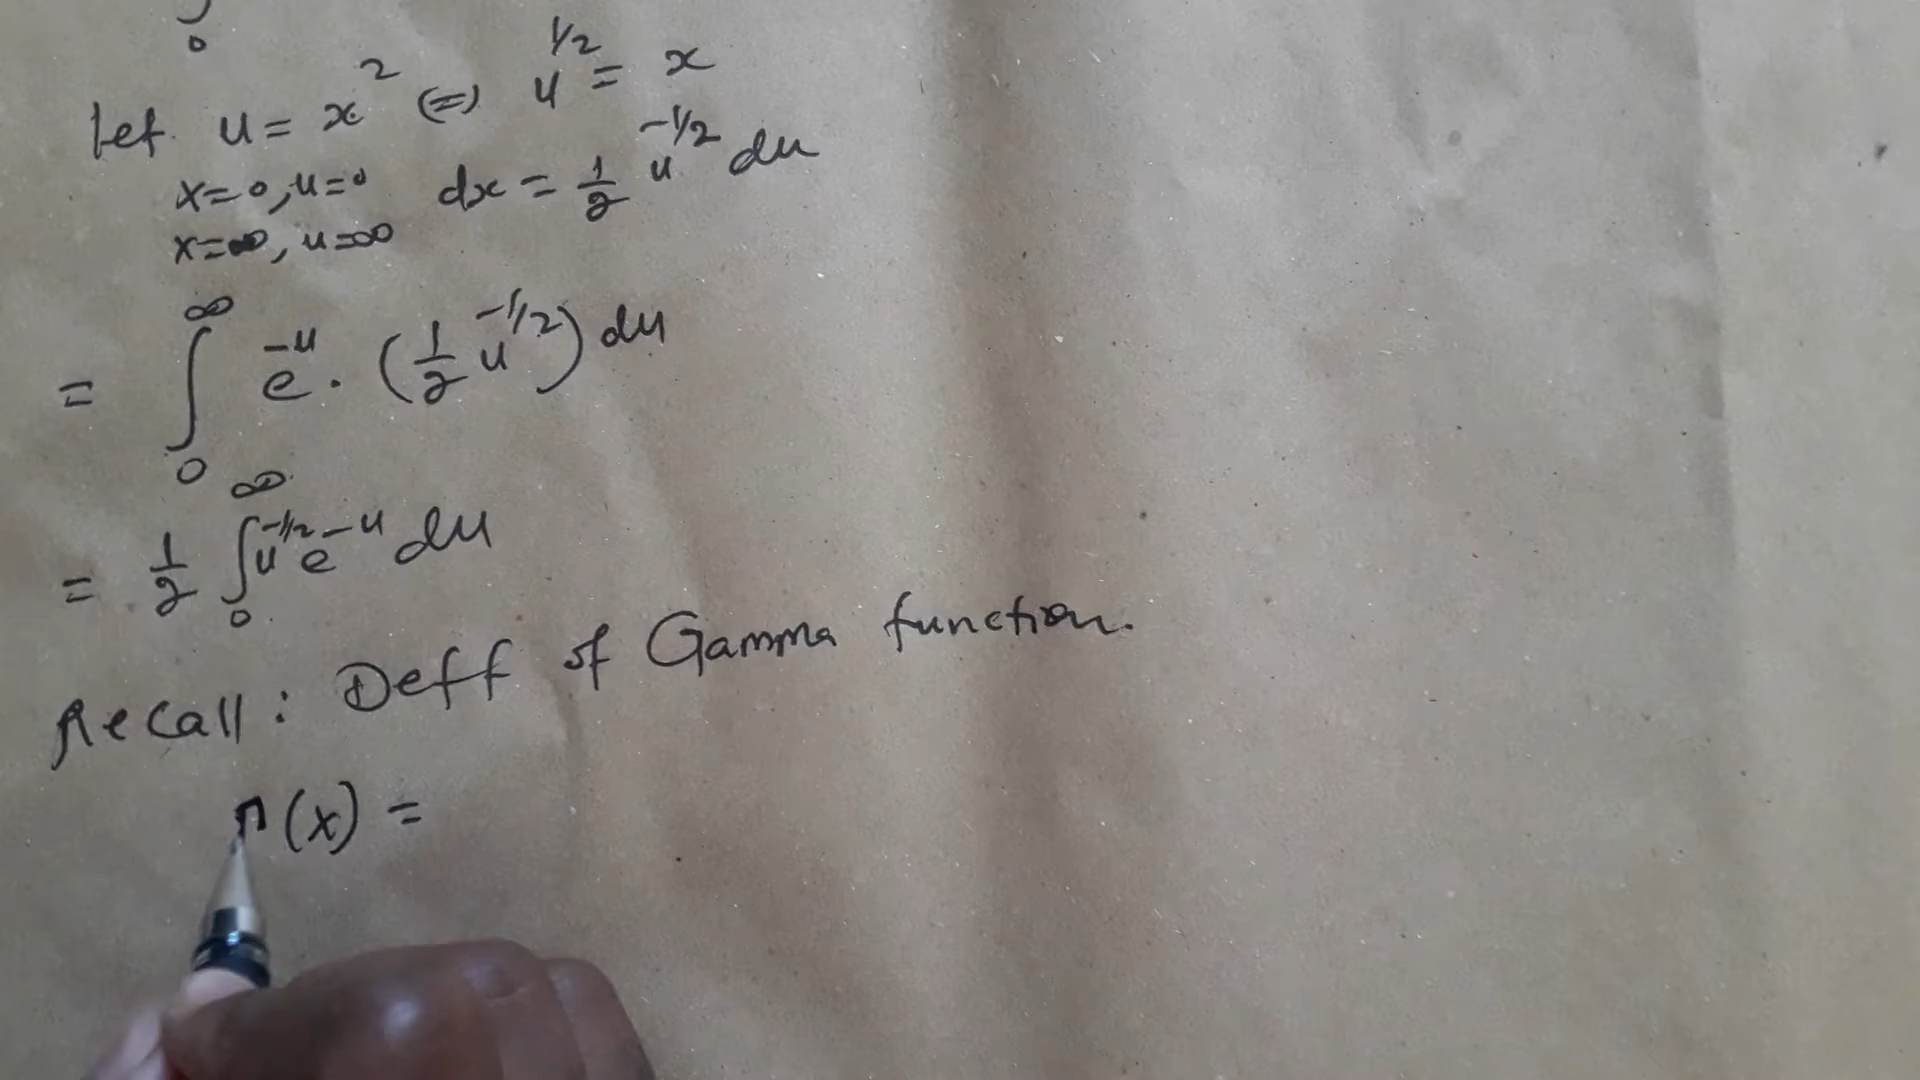 ∫₀
Let. u = x² (=) u^1/2 = x
x=0, u=0 dx = 1/2 u^-1/2 du
x=∞, u=∞
= ∫₀^∞ e^-u . (1/2 u^-1/2) du
= 1/2 ∫₀^∞ u^-1/2 e^-u du
Recall : Deff of Gamma function.
Γ(x) =